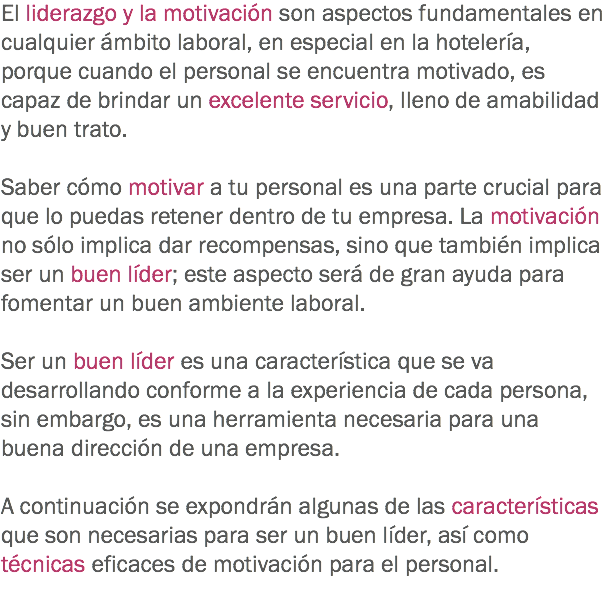 El liderazgo y la motivación son aspectos fundamentales en
cualquier ámbito laboral, en especial en la hotelería,
porque cuando el personal se encuentra motivado, es
capaz de brindar un excelente servicio, lleno de amabilidad
y buen trato.
Saber cómo motivar a tu personal es una parte crucial para
que lo puedas retener dentro de tu empresa. La motivación
no sólo implica dar recompensas, sino que también implica
ser un buen líder; este aspecto será de gran ayuda para
fomentar un buen ambiente laboral.
Ser un buen líder es una característica que se va
desarrollando conforme a la experiencia de cada persona,
sin embargo, es una herramienta necesaria para una
buena dirección de una empresa.
A continuación se expondrán algunas de las características
que son necesarias para ser un buen líder, así como
técnicas eficaces de motivación para el personal.